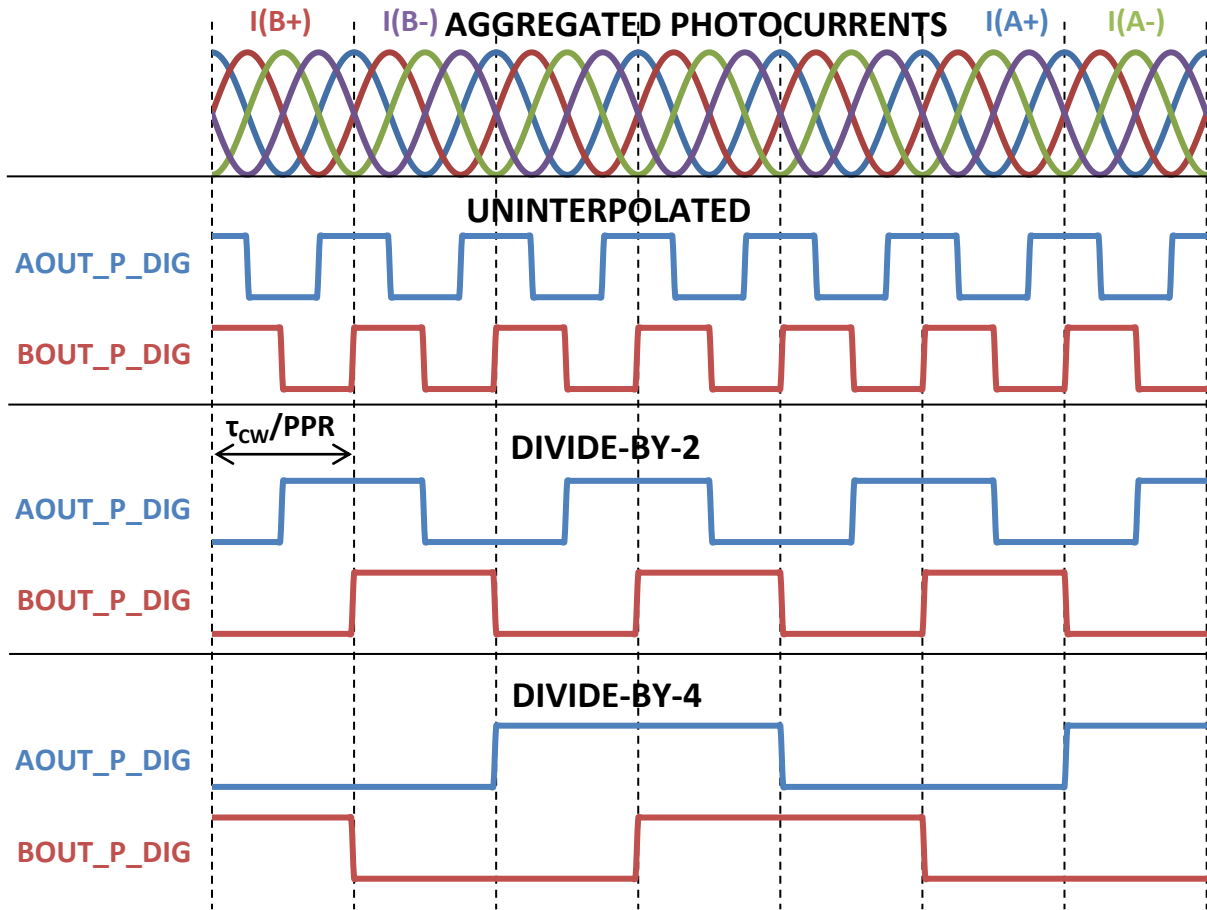 I(B+) I(B-) AGGREGATED PHOTOCURRENTS I(A+) I(A-)
UNINTERPOLATED
AOUT_P_DIG
BOUT_P_DIG
τCW/PPR
DIVIDE-BY-2
AOUT_P_DIG
BOUT_P_DIG
DIVIDE-BY-4
AOUT_P_DIG
BOUT_P_DIG